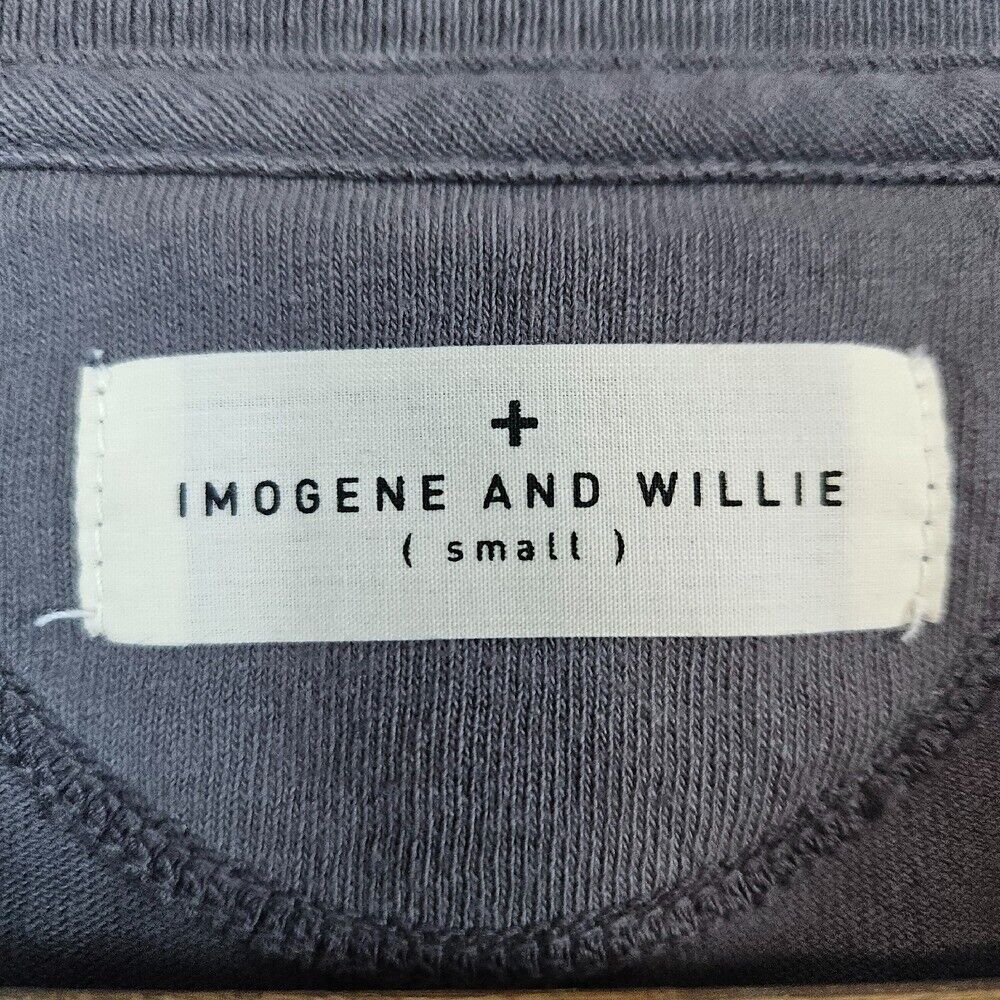 +
IMOGENE AND WILLIE
( small )